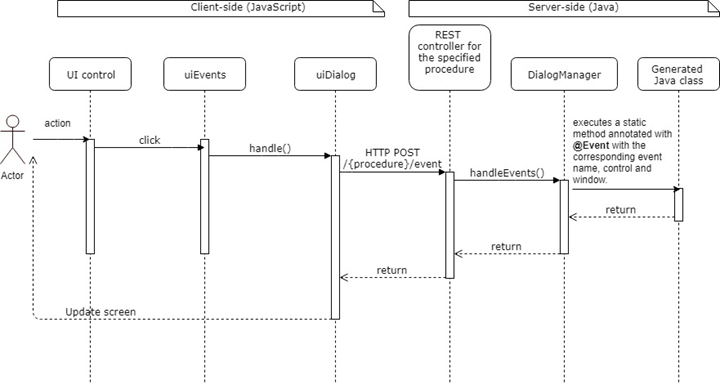 Client-side (JavaScript)
Server-side (Java)
UI control
uiEvents
uiDialog
REST
controller for
the specified
procedure
DialogManager
Generated
Java class
Actor
action
click
handle()
HTTP POST
/{procedure}/event
handleEvents()
executes a static
method annotated with
@Event with the
corresponding event
name, control and
window.
return
return
return
Update screen